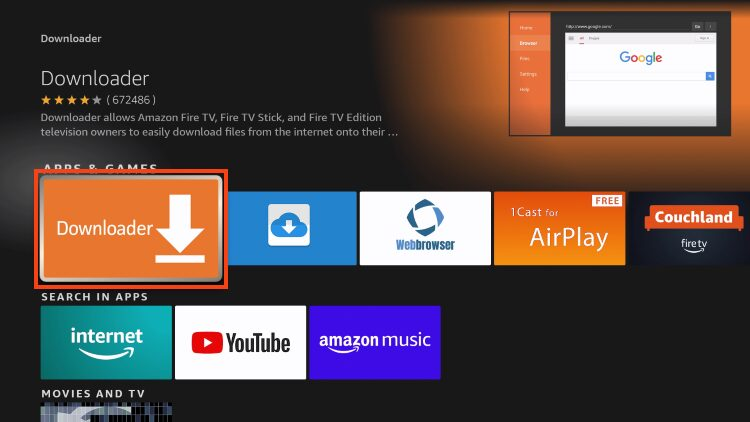 Downloader
Downloader
(672486)
Downloader allows Amazon Fire TV, Fire TV Stick, and Fire TV Edition
television owners to easily download files from the internet onto their ...
Home
Browser
Files
Settings
Help
http://www.google.com/
Go
Google
APPS & GAMES
Downloader
Webbrowser
1Cast for
AirPlay
FREE
Couchland
fire tv
SEARCH IN APPS
internet
YouTube
amazon music
MOVIES AND TV